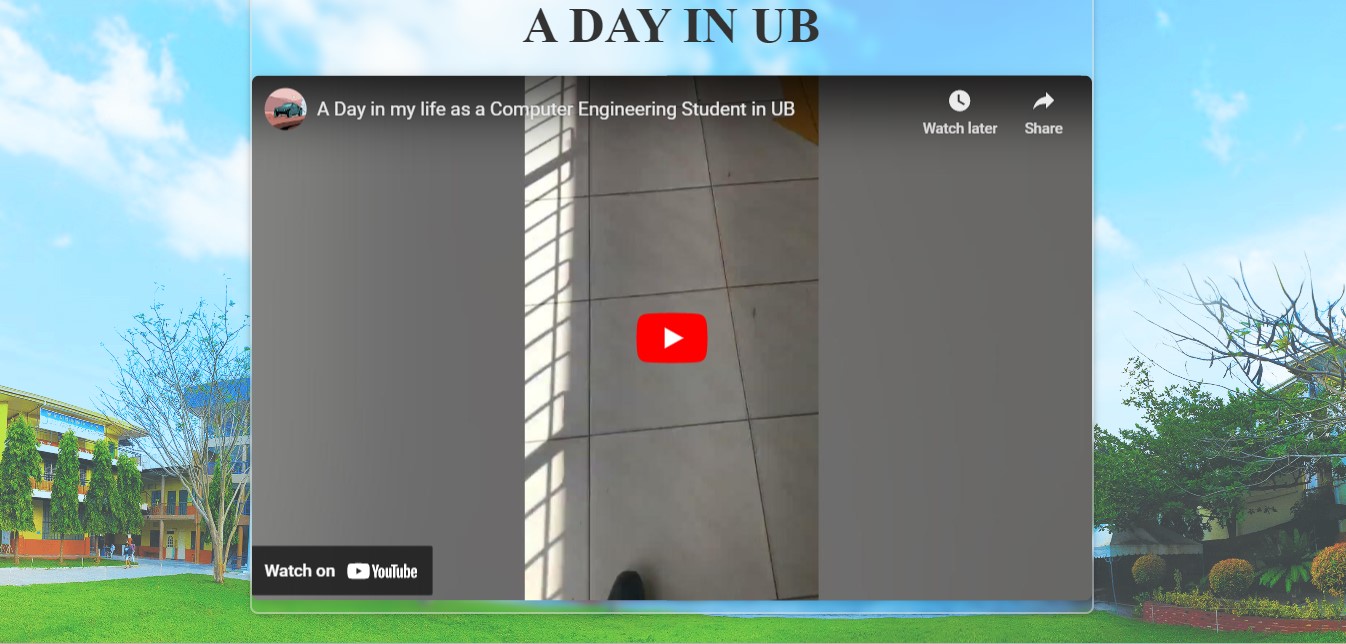 A DAY IN UB
A Day in my life as a Computer Engineering Student in UB
Watch later
Share
Watch on YouTube